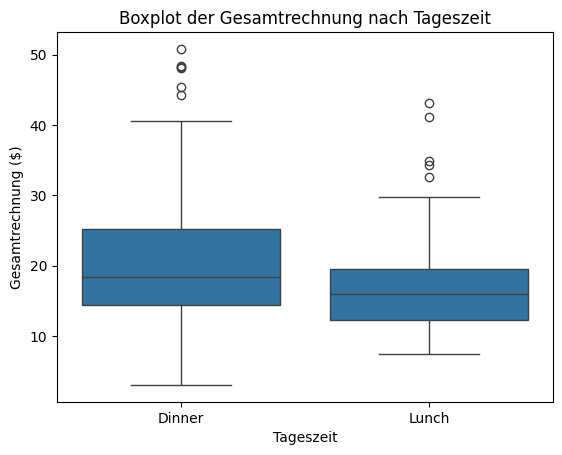 Boxplot der Gesamtrechnung nach Tageszeit
Gesamtrechnung ($)
50
40
30
20
10
Dinner Lunch
Tageszeit